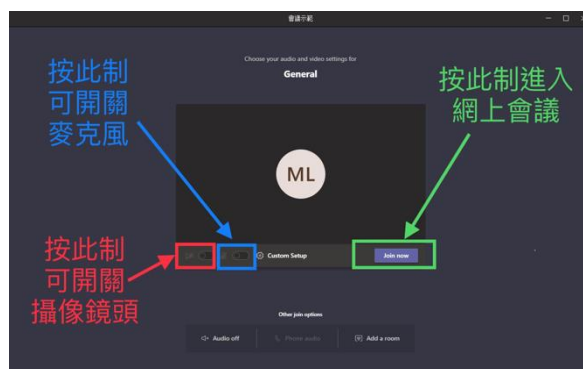 會議示範
Choose your audio and video settings for
General
按此制
可開關
麥克風
按此制進入
網上會議
ML
按此制
可開關
攝像鏡頭
Custom Setup
Join now
Other join options
Audio off
Phone audio
Add a room